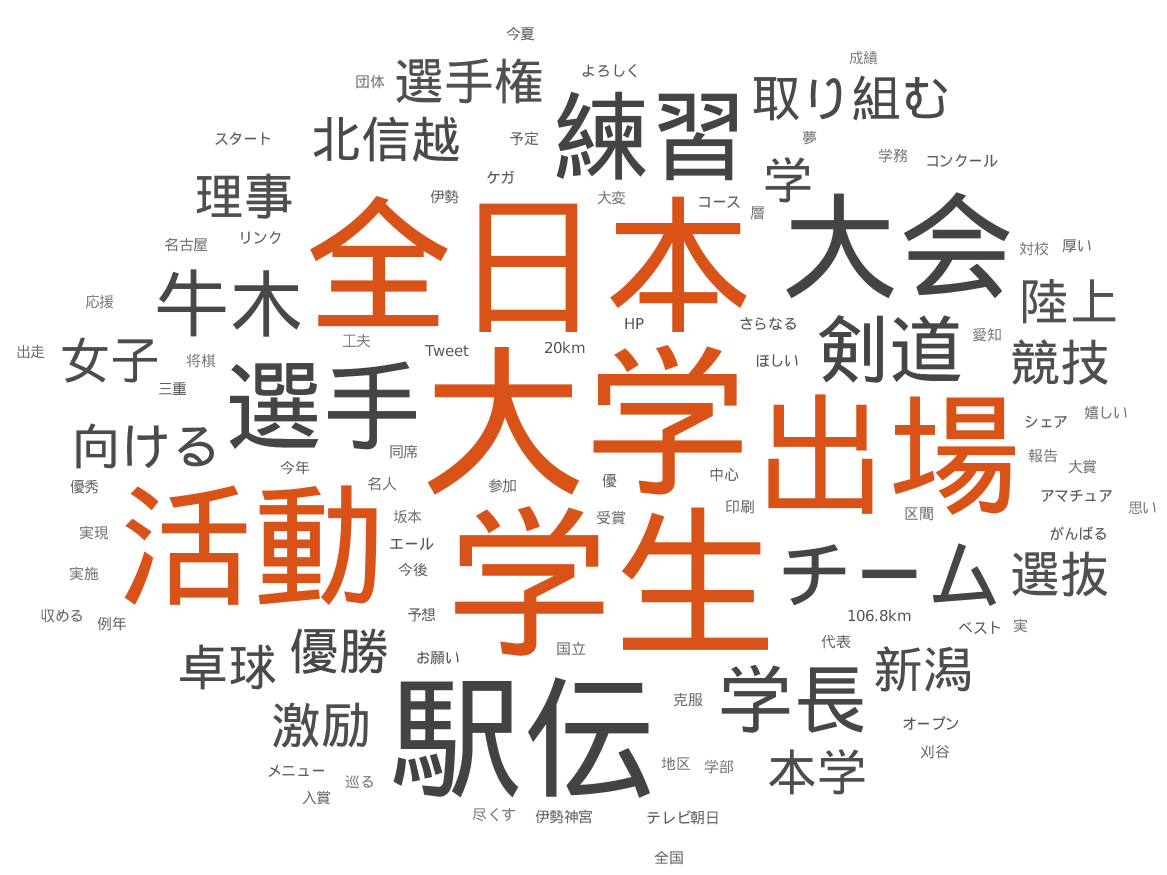 今夏
成績
よろしく
団体
選手権
取り組む
練習
スタート
北信越
予定
夢
学務
コンクール
理事
ケガ
学
伊勢
大変
コース
層
名古屋
リンク
全日本
大会
対校
厚い
牛木
応援
陸上
HP
さらなる
剣道
愛知
出走
女子
将棋
工夫
Tweet
20km
ほしい
競技
三重
選手
大学
出場
シェア
嬉しい
向ける
同席
今年
報告
大賞
優秀
活動
名人
参加
優
中心
アマチュア
印刷
区間
思い
実現
坂本
受賞
がんばる
エール
学生
チーム
選抜
実施
今後
収める
例年
予想
106.8km
ベスト
実
卓球
優勝
お願い
国立
代表
新潟
激励
駅伝
克服
学長
オープン
刈谷
メニュー
巡る
地区
学部
本学
入賞
尽くす
伊勢神宮
テレビ朝日
全国